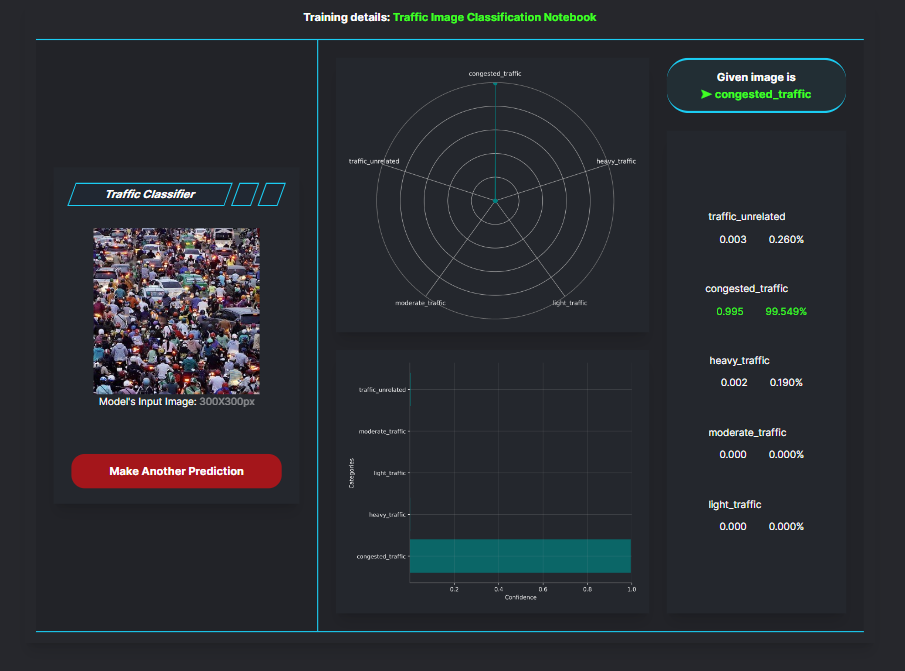 Training details: Traffic Image Classification Notebook
Traffic Classifier
Model's Input Image: 300X300px
Make Another Prediction
congested_traffic
traffic_unrelated
heavy_traffic
moderate_traffic
light_traffic
Categories
traffic_unrelated
moderate_traffic
light_traffic
heavy_traffic
congested_traffic
0.2 0.4 0.6 0.8 1.0
Confidence
Given image is
➤ congested_traffic
traffic_unrelated
0.003 0.260%
congested_traffic
0.995 99.549%
heavy_traffic
0.002 0.190%
moderate_traffic
0.000 0.000%
light_traffic
0.000 0.000%